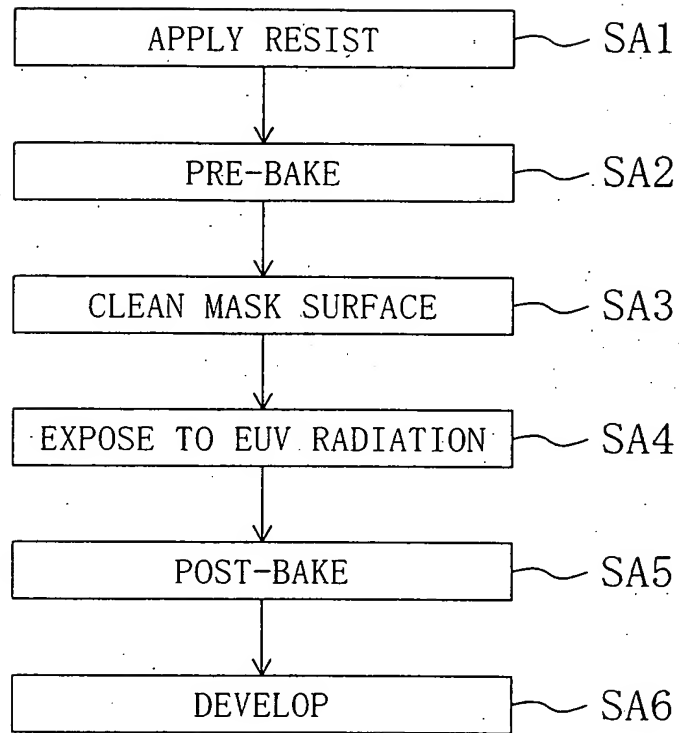 APPLY RESIST SA1
PRE-BAKE SA2
CLEAN MASK SURFACE SA3
EXPOSE TO EUV RADIATION SA4
POST-BAKE SA5
DEVELOP SA6